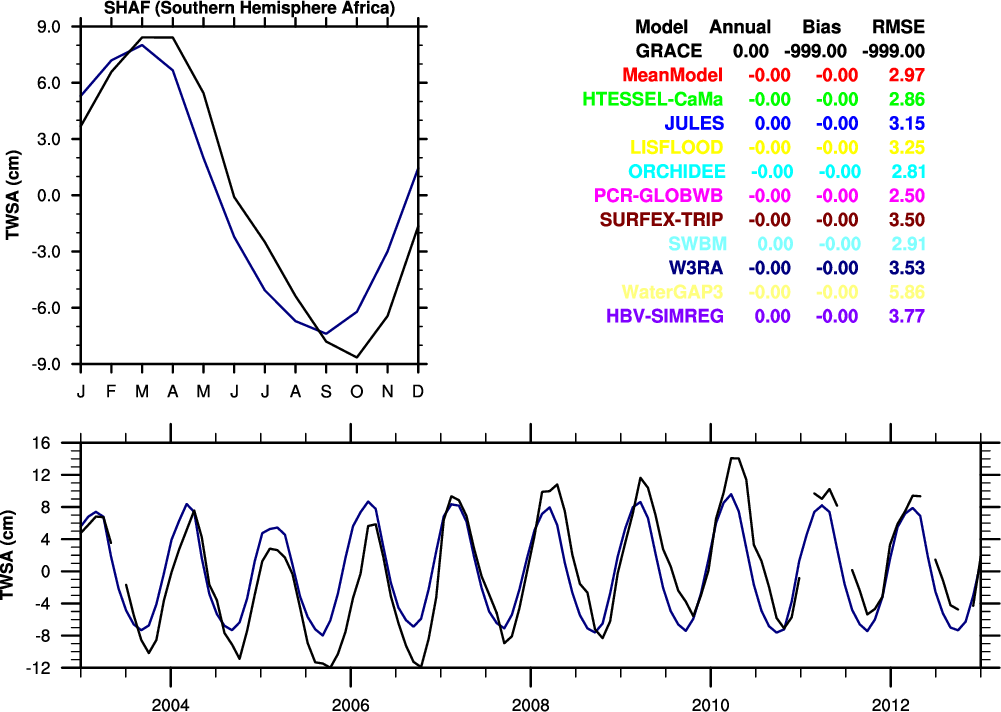 SHAF (Southern Hemisphere Africa)
9.0
6.0
3.0
0.0
-3.0
-6.0
-9.0
TWSA (cm)
J F M A M J J A S O N D
Model Annual Bias RMSE
GRACE 0.00 -999.00 -999.00
MeanModel -0.00 -0.00 2.97
HTESSEL-CaMa -0.00 -0.00 2.86
JULES 0.00 -0.00 3.15
LISFLOOD -0.00 -0.00 3.25
ORCHIDEE -0.00 -0.00 2.81
PCR-GLOBWB -0.00 -0.00 2.50
SURFEX-TRIP -0.00 -0.00 3.50
SWBM 0.00 -0.00 2.91
W3RA -0.00 -0.00 3.53
WaterGAP3 -0.00 -0.00 5.86
HBV-SIMREG 0.00 -0.00 3.77
16
12
8
4
0
-4
-8
-12
TWSA (cm)
2004 2006 2008 2010 2012